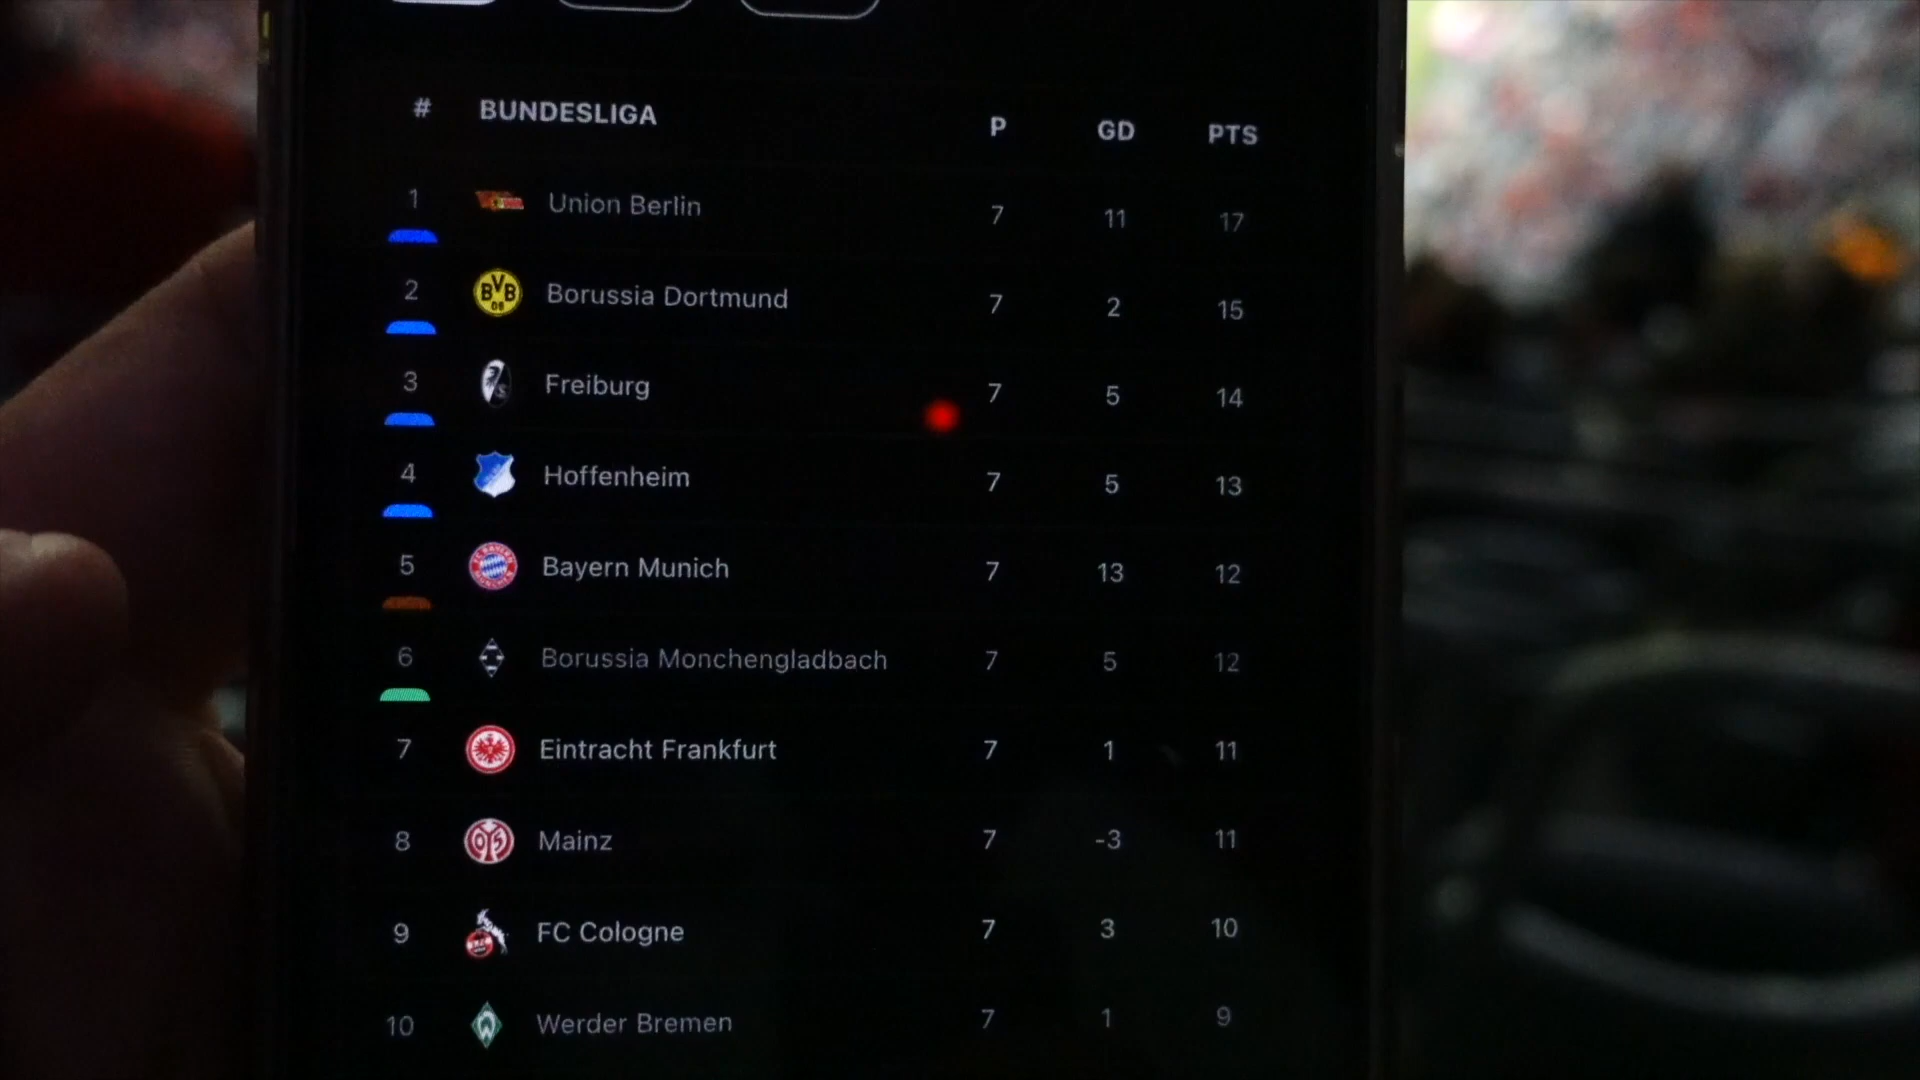 # BUNDESLIGA P GD PTS
1 Union Berlin 7 11 17
2 BVB 09 Borussia Dortmund 7 2 15
3 Freiburg 7 5 14
4 Hoffenheim 7 5 13
5 Bayern Munich 7 13 12
6 Borussia Monchengladbach 7 5 12
7 Eintracht Frankfurt 7 1 11
8 Mainz 7 -3 11
9 FC Cologne 7 3 10
10 Werder Bremen 7 1 9